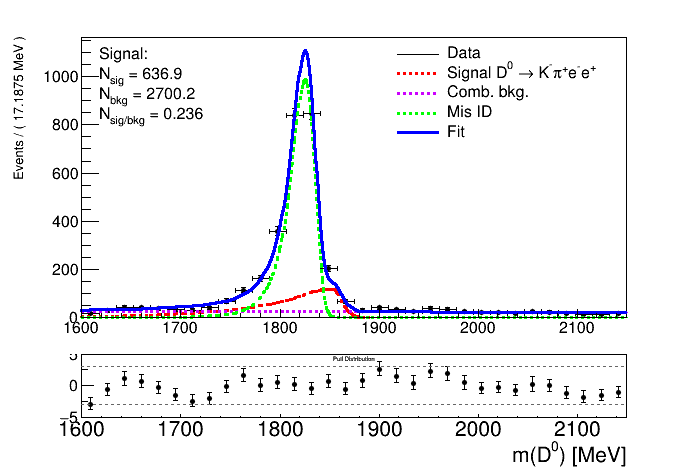 Signal:
N_sig = 636.9
N_bkg = 2700.2
N_sig/bkg = 0.236
Data
Signal D⁰ → K⁻π⁺e⁻e⁺
Comb. bkg.
Mis ID
Fit
Events / ( 17.1875 MeV )
1000
800
600
400
200
0
1600 1700 1800 1900 2000 2100
Pull Distribution
5
0
−5
1600 1700 1800 1900 2000 2100
m(D⁰) [MeV]